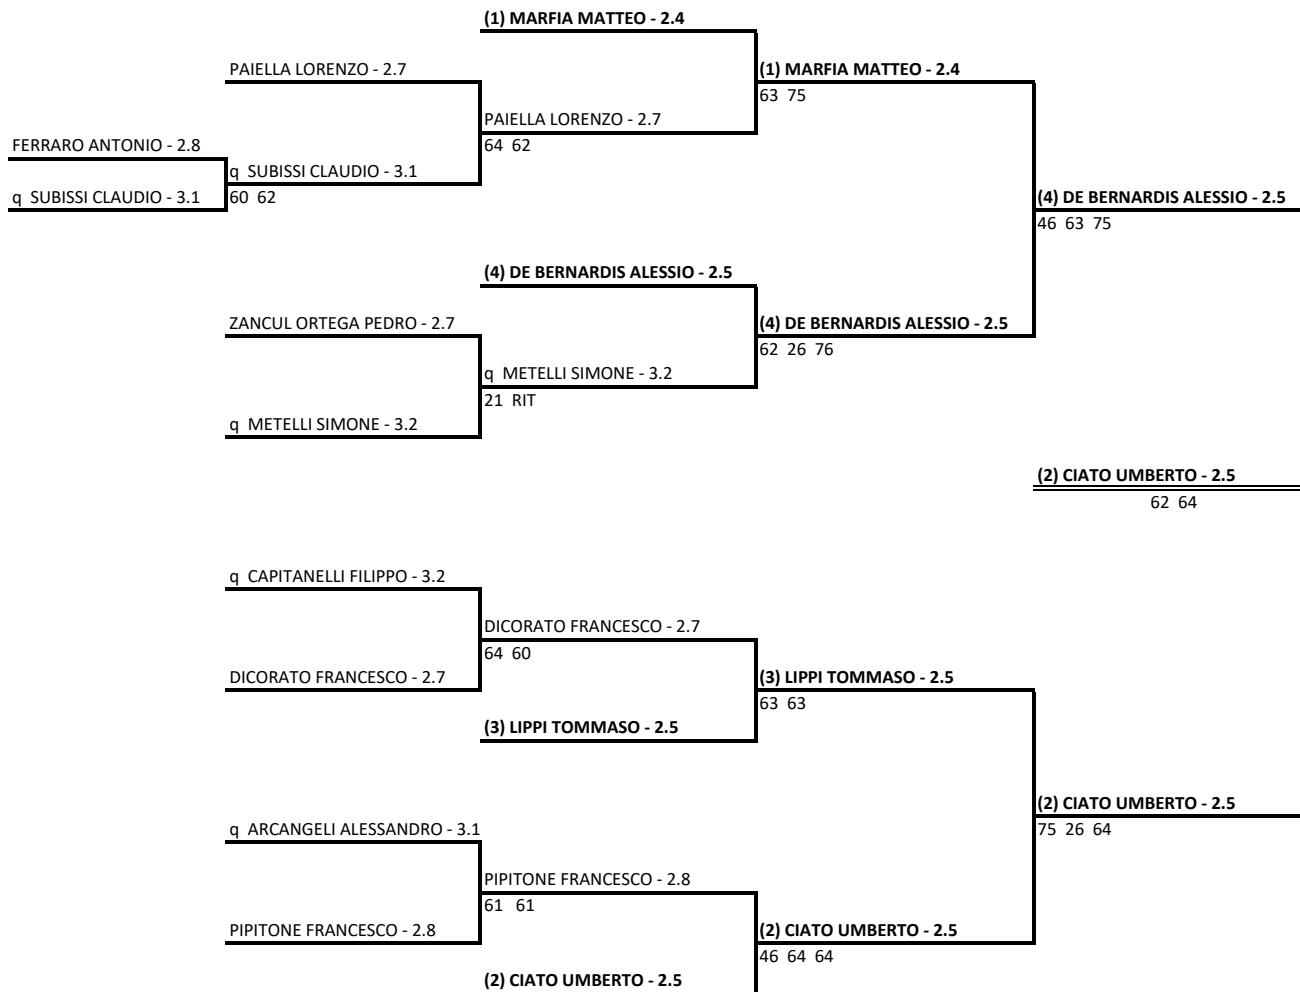 (1) MARFIA MATTEO - 2.4
PAIELLA LORENZO - 2.7
(1) MARFIA MATTEO - 2.4
63 75
PAIELLA LORENZO - 2.7
64 62
FERRARO ANTONIO - 2.8
q SUBISSI CLAUDIO - 3.1
60 62
q SUBISSI CLAUDIO - 3.1
(4) DE BERNARDIS ALESSIO - 2.5
46 63 75
(4) DE BERNARDIS ALESSIO - 2.5
ZANCUL ORTEGA PEDRO - 2.7
(4) DE BERNARDIS ALESSIO - 2.5
62 26 76
q METELLI SIMONE - 3.2
21 RIT
q METELLI SIMONE - 3.2
(2) CIATO UMBERTO - 2.5
62 64
q CAPITANELLI FILIPPO - 3.2
DICORATO FRANCESCO - 2.7
64 60
DICORATO FRANCESCO - 2.7
(3) LIPPI TOMMASO - 2.5
63 63
(3) LIPPI TOMMASO - 2.5
(2) CIATO UMBERTO - 2.5
75 26 64
q ARCANGELI ALESSANDRO - 3.1
PIPITONE FRANCESCO - 2.8
61 61
PIPITONE FRANCESCO - 2.8
(2) CIATO UMBERTO - 2.5
46 64 64
(2) CIATO UMBERTO - 2.5